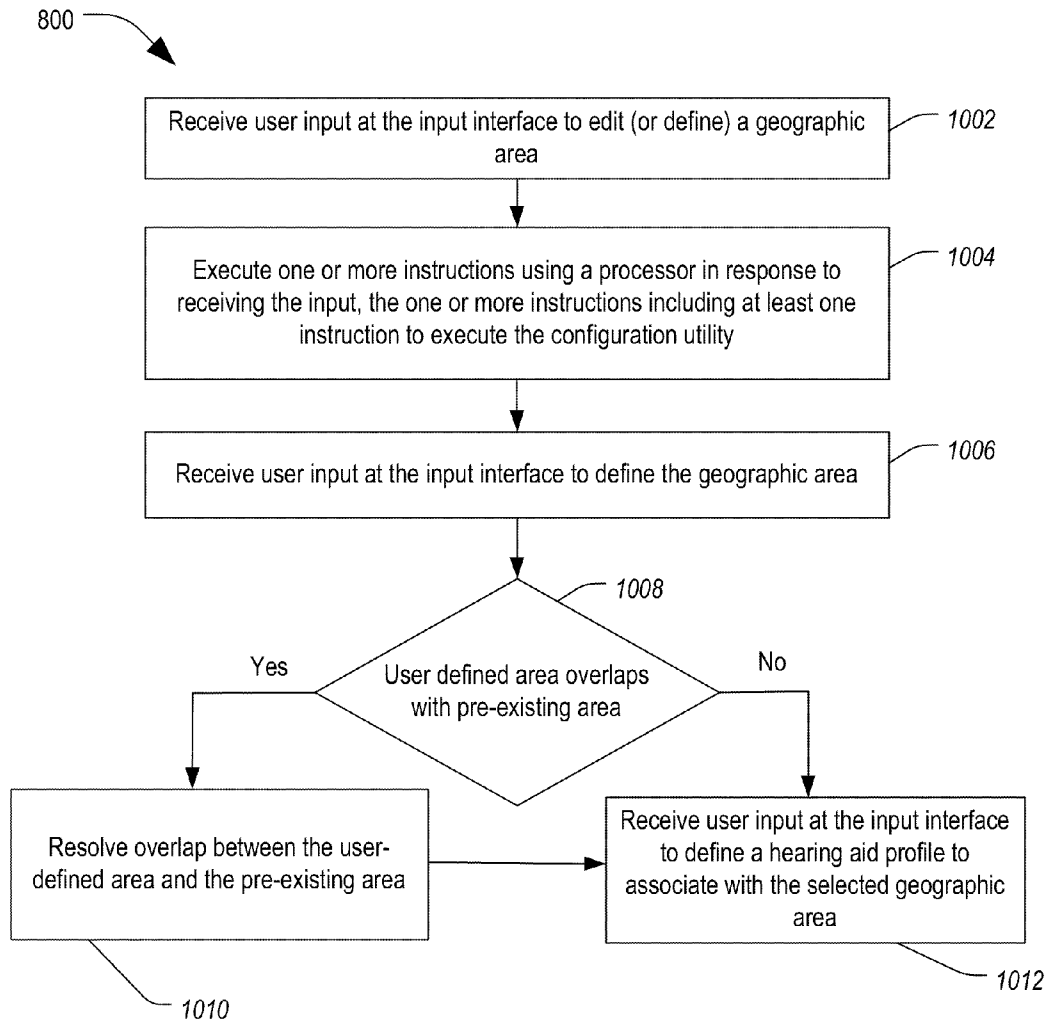 800
Receive user input at the input interface to edit (or define) a geographic
area
1002
Execute one or more instructions using a processor in response to
receiving the input, the one or more instructions including at least one
instruction to execute the configuration utility
1004
Receive user input at the input interface to define the geographic area
1006
1008
User defined area overlaps
with pre-existing area
Yes
No
Resolve overlap between the user-
defined area and the pre-existing area
1010
Receive user input at the input interface
to define a hearing aid profile to
associate with the selected geographic
area
1012